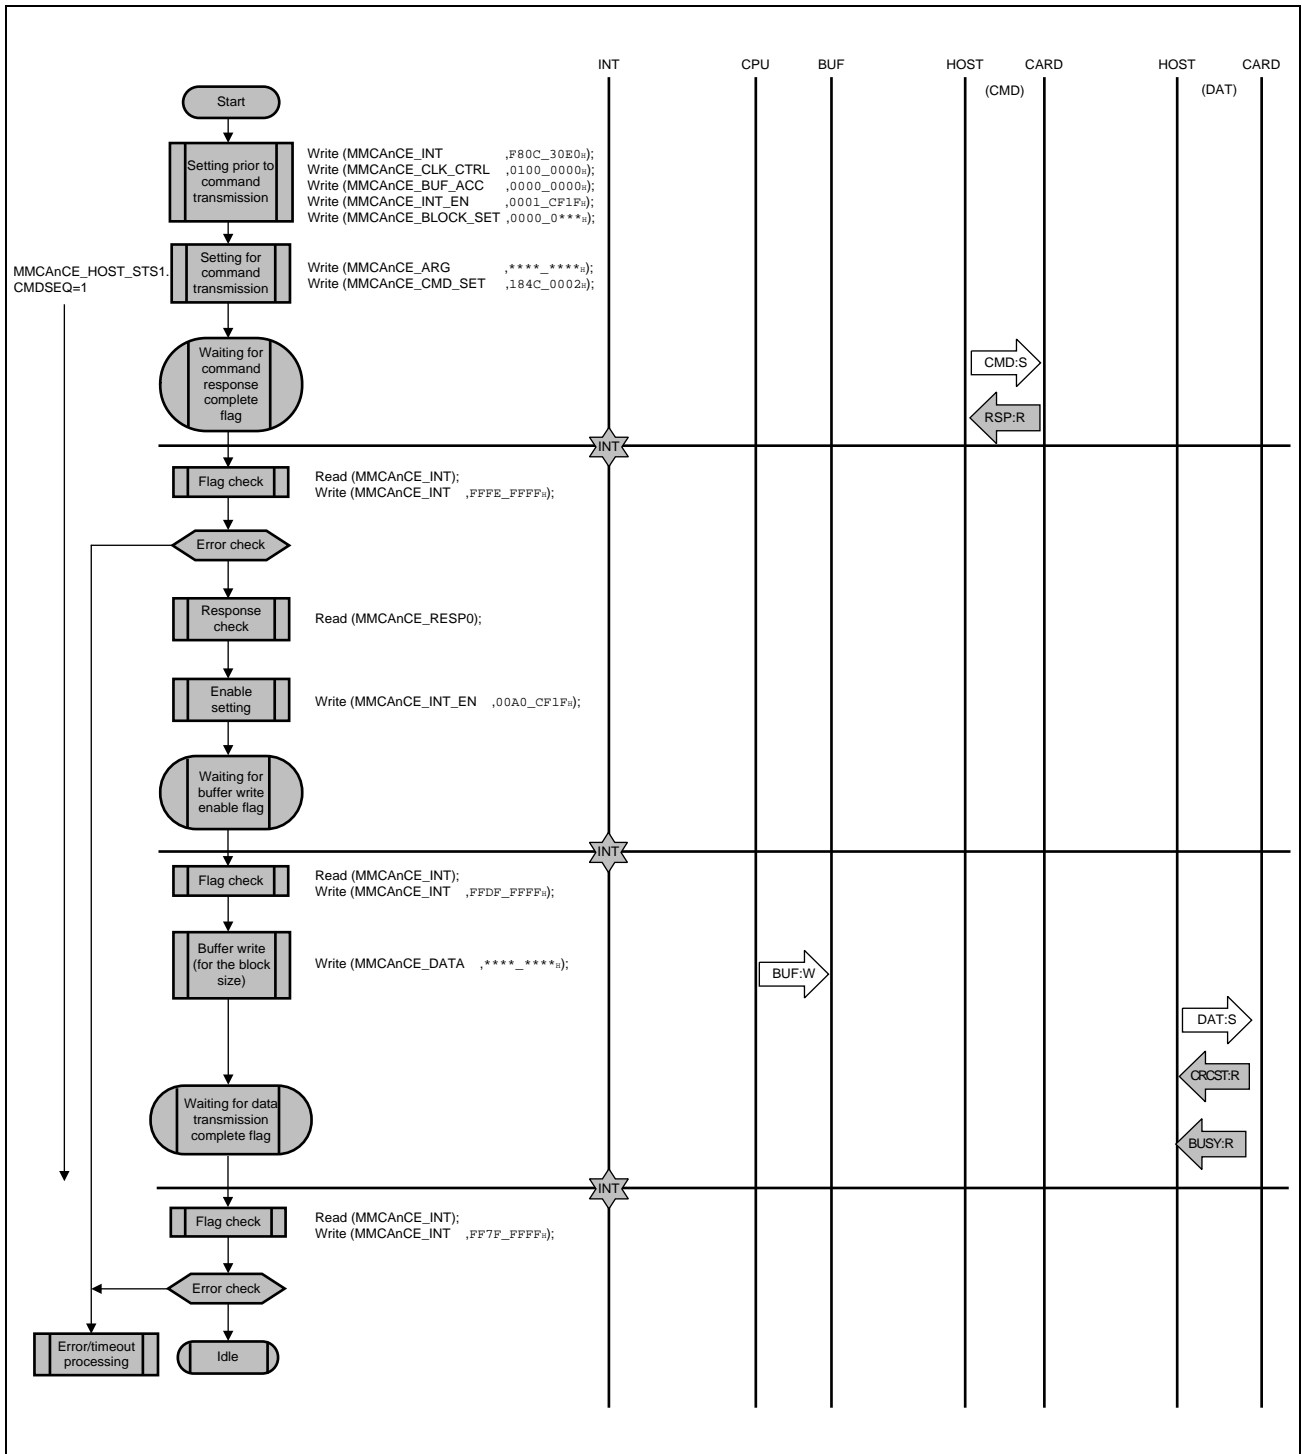 INT CPU BUF HOST CARD HOST CARD
(CMD) (DAT)
Start
Setting prior to
command
transmission
Write (MMCAnCE_INT ,F80C_30E0H);
Write (MMCAnCE_CLK_CTRL ,0100_0000H);
Write (MMCAnCE_BUF_ACC ,0000_0000H);
Write (MMCAnCE_INT_EN ,0001_CF1FH);
Write (MMCAnCE_BLOCK_SET ,0000_0***H);
MMCAnCE_HOST_STS1.
CMDSEQ=1
Setting for
command
transmission
Write (MMCAnCE_ARG ,****_****H);
Write (MMCAnCE_CMD_SET ,184C_0002H);
Waiting for
command
response
complete
flag
CMD:S
RSP:R
INT
Flag check
Read (MMCAnCE_INT);
Write (MMCAnCE_INT ,FFFE_FFFFH);
Error check
Response
check
Read (MMCAnCE_RESP0);
Enable
setting
Write (MMCAnCE_INT_EN ,00A0_CF1FH);
Waiting for
buffer write
enable flag
INT
Flag check
Read (MMCAnCE_INT);
Write (MMCAnCE_INT ,FFDF_FFFFH);
Buffer write
(for the block
size)
Write (MMCAnCE_DATA ,****_****H);
BUF:W
DAT:S
CRCST:R
Waiting for data
transmission
complete flag
BUSY:R
INT
Flag check
Read (MMCAnCE_INT);
Write (MMCAnCE_INT ,FF7F_FFFFH);
Error check
Error/timeout
processing
Idle